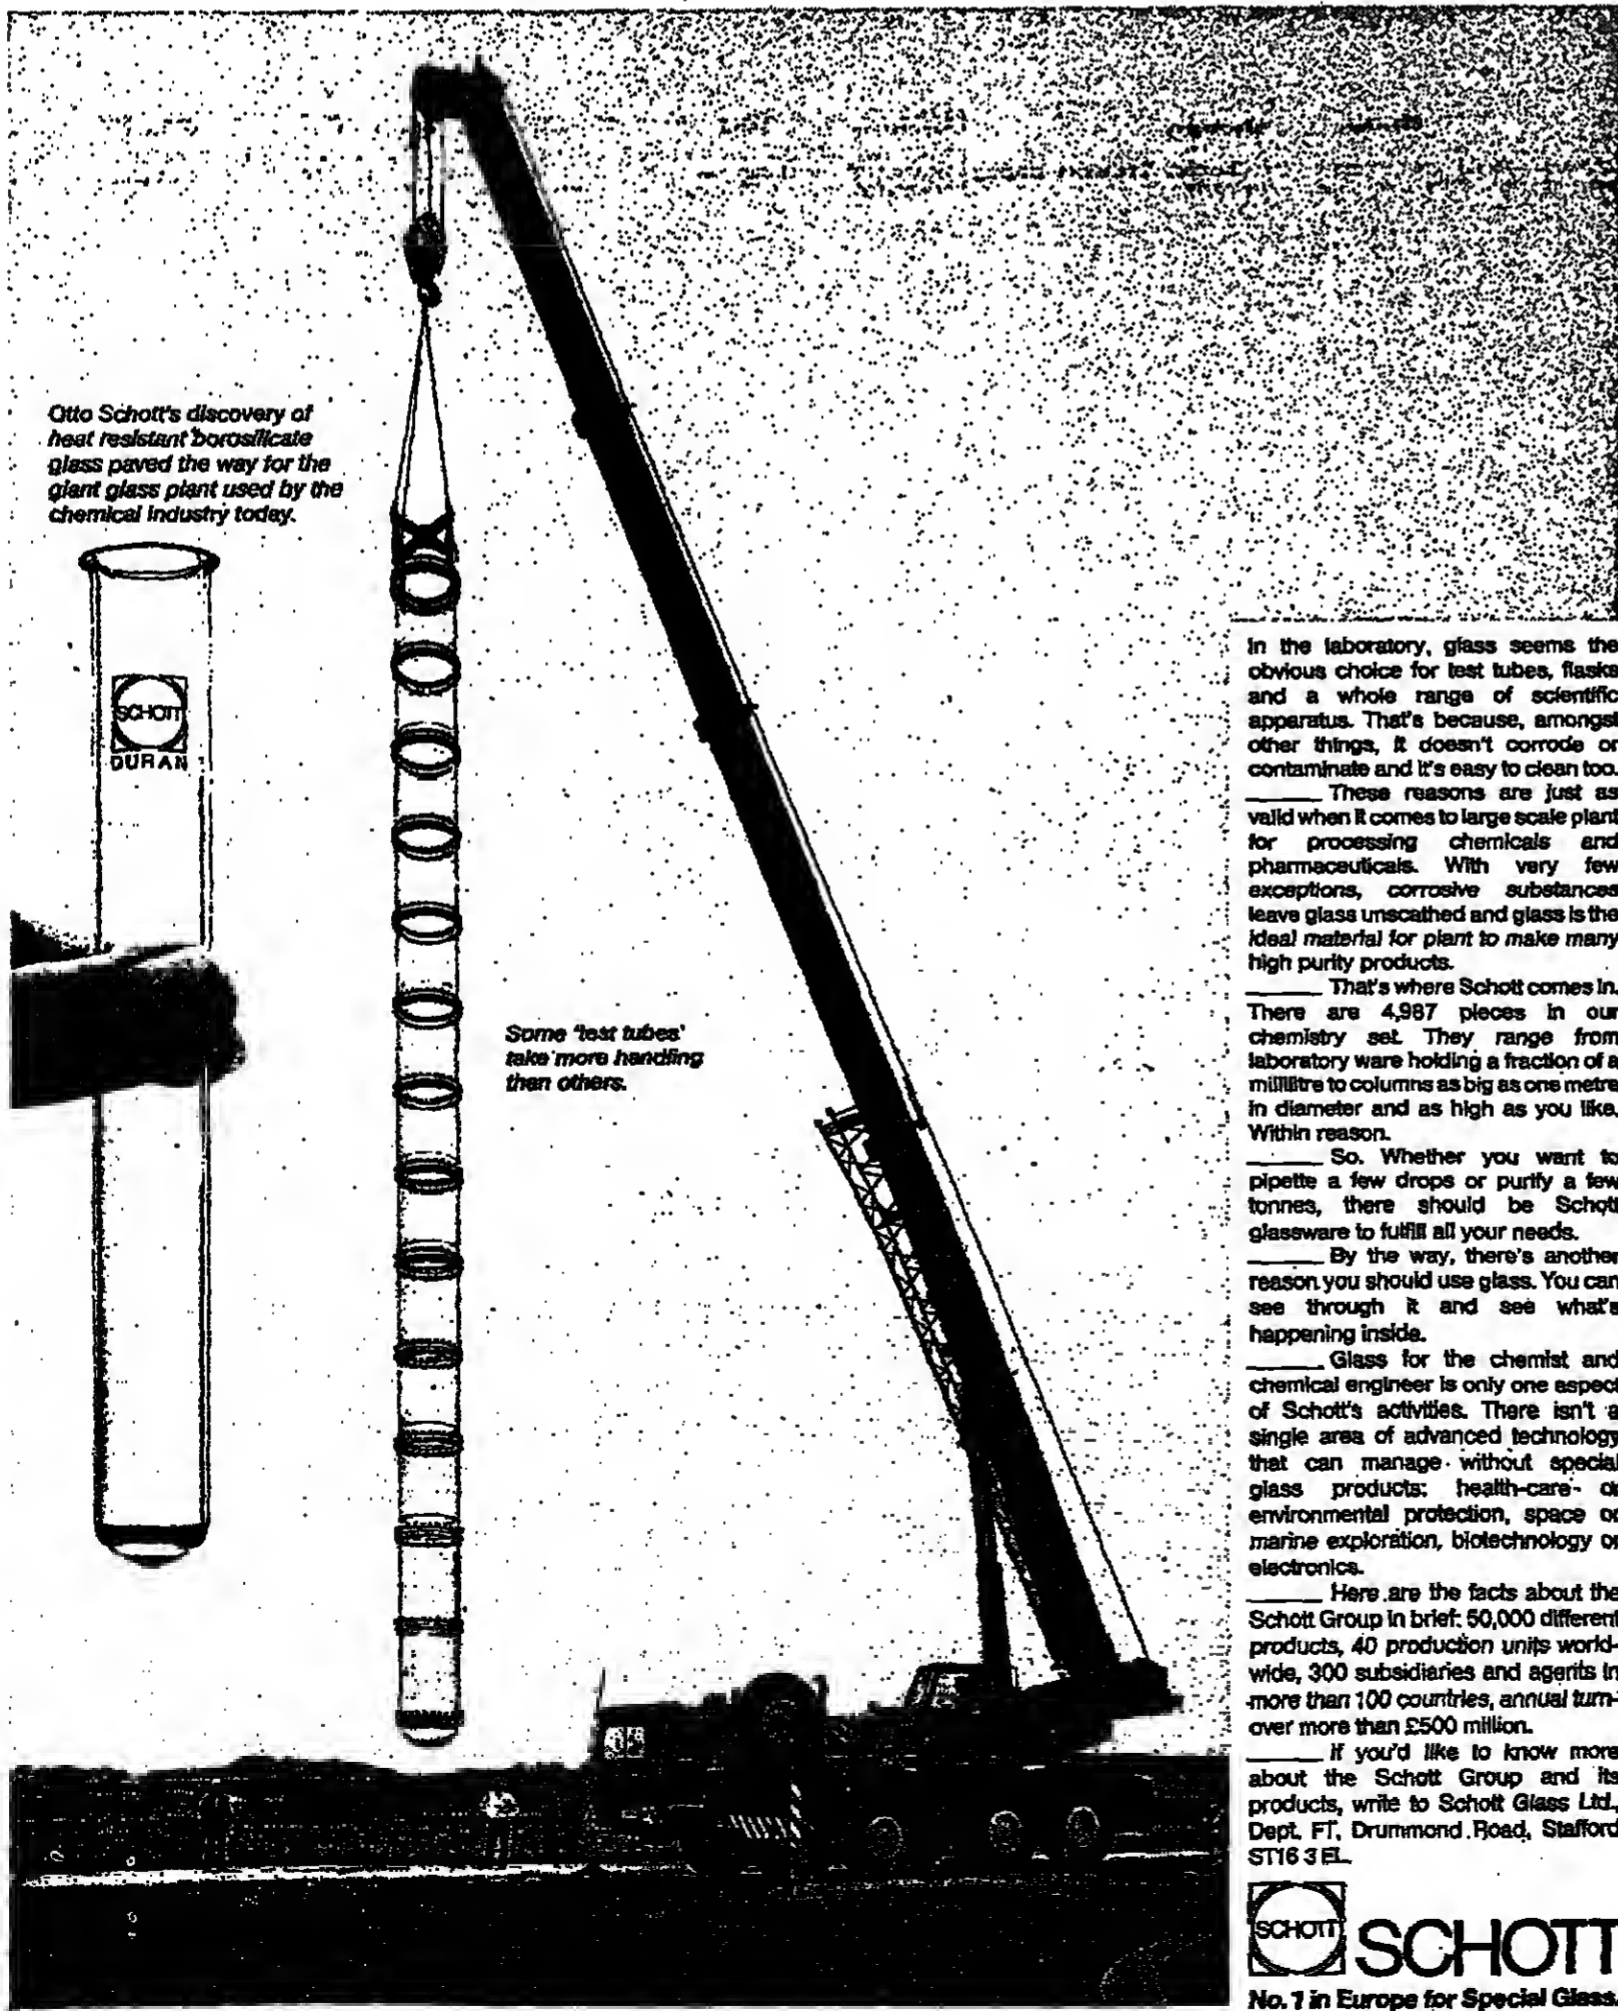 Otto Schott's discovery of
heat resistant borosilicate
glass paved the way for the
giant glass plant used by the
chemical industry today.
SCHOTT
DURAN
Some 'test tubes'
take more handling
than others.
In the laboratory, glass seems the
obvious choice for test tubes, flasks
and a whole range of scientific
apparatus. That's because, amongst
other things, it doesn't corrode or
contaminate and it's easy to clean too.
These reasons are just as
valid when it comes to large scale plant
for processing chemicals and
pharmaceuticals. With very few
exceptions, corrosive substances
leave glass unscathed and glass is the
ideal material for plant to make many
high purity products.
That's where Schott comes in.
There are 4,987 pieces in our
chemistry set. They range from
laboratory ware holding a fraction of a
millilitre to columns as big as one metre
in diameter and as high as you like.
Within reason.
So. Whether you want to
pipette a few drops or purify a few
tonnes, there should be Schott
glassware to fulfill all your needs.
By the way, there's another
reason you should use glass. You can
see through it and see what's
happening inside.
Glass for the chemist and
chemical engineer is only one aspect
of Schott's activities. There isn't a
single area of advanced technology
that can manage without special
glass products: health-care- or
environmental protection, space or
marine exploration, biotechnology or
electronics.
Here are the facts about the
Schott Group in brief: 50,000 different
products, 40 production units world-
wide, 300 subsidiaries and agents in
more than 100 countries, annual turn-
over more than £500 million.
If you'd like to know more
about the Schott Group and its
products, write to Schott Glass Ltd.,
Dept. FT, Drummond Road, Stafford
ST16 3EL.
SCHOTT
SCHOTT
No.1 in Europe for Special Glass